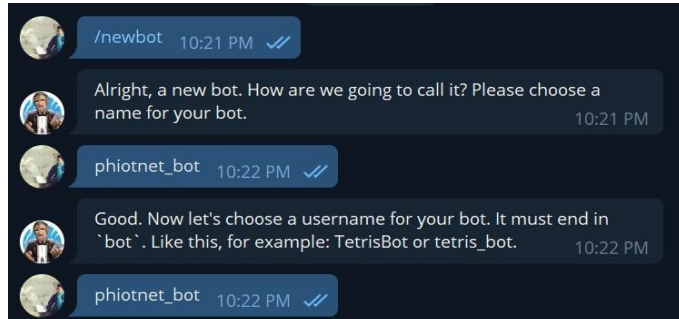 /newbot 10:21 PM
Alright, a new bot. How are we going to call it? Please choose a
name for your bot. 10:21 PM
phiotnet_bot 10:22 PM
Good. Now let's choose a username for your bot. It must end in
`bot`. Like this, for example: TetrisBot or tetris_bot. 10:22 PM
phiotnet_bot 10:22 PM